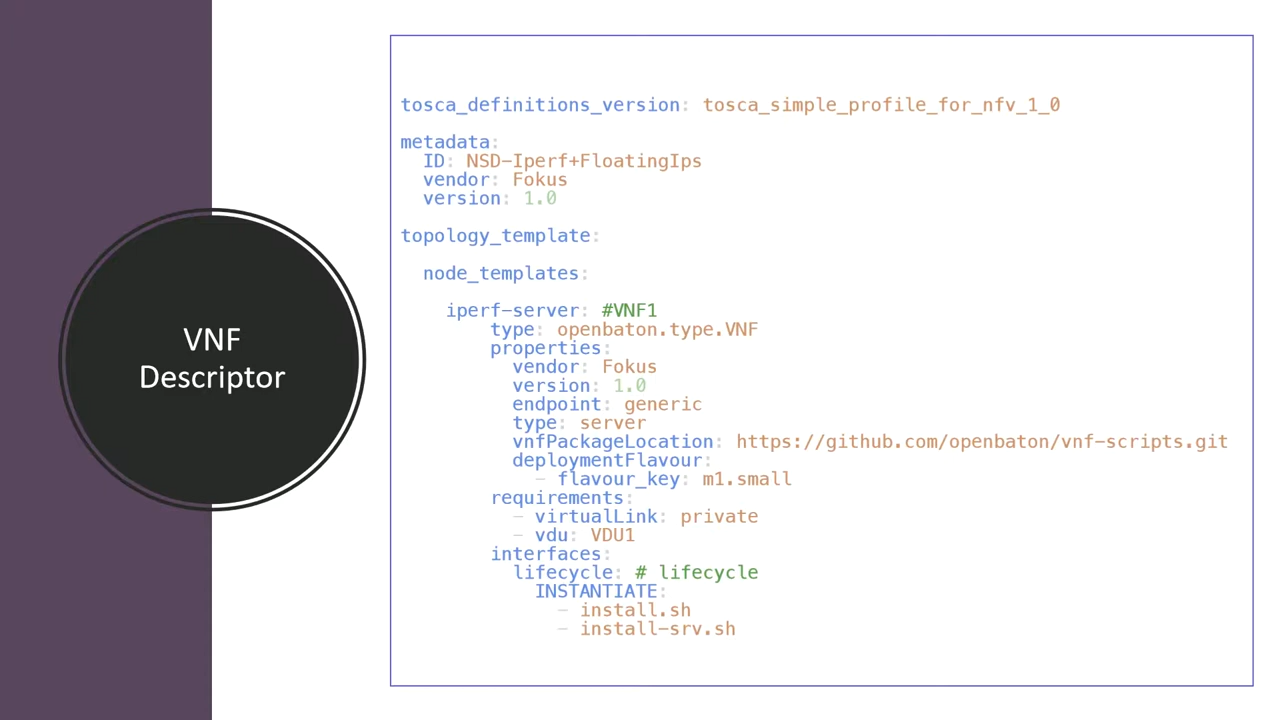 VNF
Descriptor
tosca_definitions_version: tosca_simple_profile_for_nfv_1_0
metadata:
ID: NSD-Iperf+FloatingIps
vendor: Fokus
version: 1.0
topology_template:
node_templates:
iperf-server: #VNF1
type: openbaton.type.VNF
properties:
vendor: Fokus
version: 1.0
endpoint: generic
type: server
vnfPackageLocation: https://github.com/openbaton/vnf-scripts.git
deploymentFlavour:
- flavour_key: m1.small
requirements:
- virtualLink: private
- vdu: VDU1
interfaces:
lifecycle: # lifecycle
INSTANTIATE:
- install.sh
- install-srv.sh